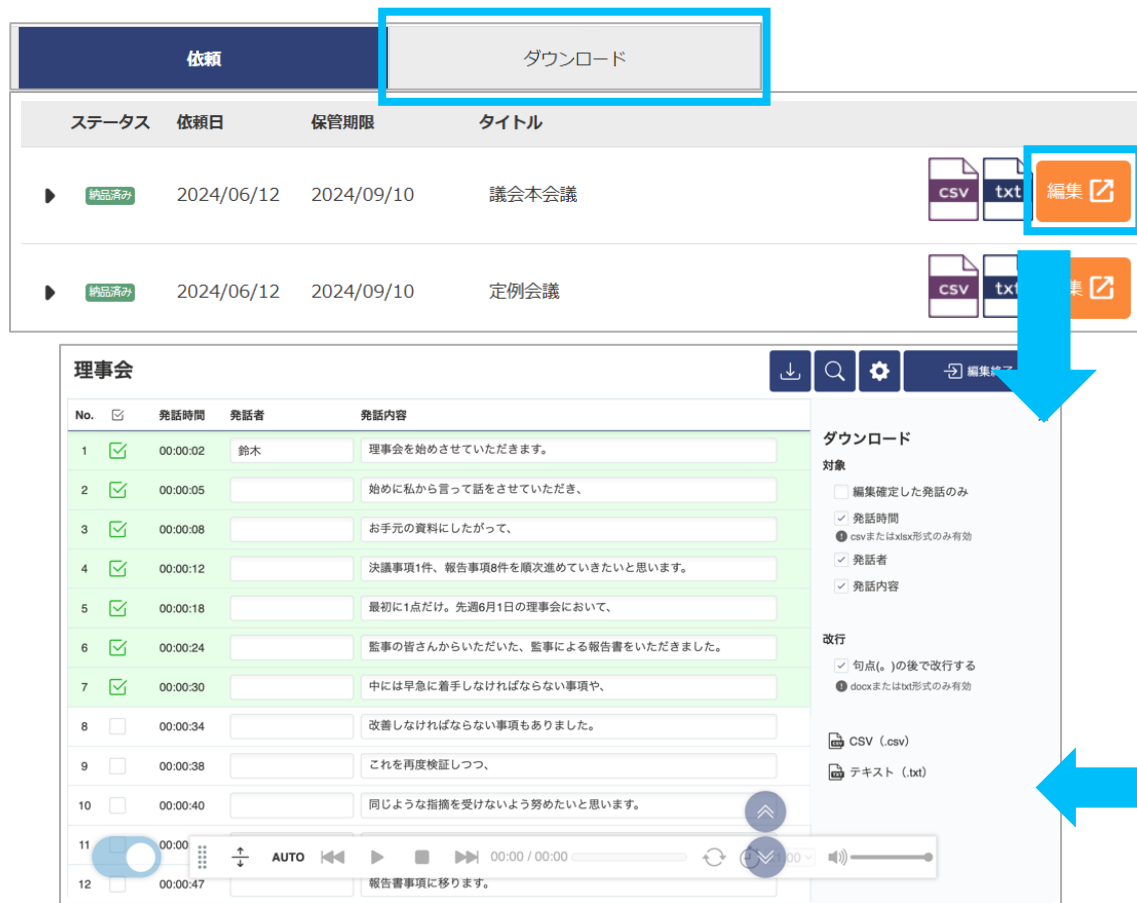 依頼 ダウンロード
ステータス 依頼日 保管期限 タイトル
納品済み 2024/06/12 2024/09/10 議会本会議 csv txt 編集
納品済み 2024/06/12 2024/09/10 定例会議 csv txt 集
理事会 編集終了
No. 発話時間 発話者 発話内容
1 00:00:02 鈴木 理事会を始めさせていただきます。
2 00:00:05 始めに私から言って話をさせていただき、
3 00:00:08 お手元の資料にしたがって、
4 00:00:12 決議事項1件、報告事項8件を順次進めていきたいと思います。
5 00:00:18 最初に1点だけ。先週6月1日の理事会において、
6 00:00:24 監事の皆さんからいただいた、監事による報告書をいただきました。
7 00:00:30 中には早急に着手しなければならない事項や、
8 00:00:34 改善しなければならない事項もありました。
9 00:00:38 これを再度検証しつつ、
10 00:00:40 同じような指摘を受けないよう努めたいと思います。
11 00:00
AUTO 00:00 / 00:00 1.00
12 00:00:47 報告書事項に移ります。
ダウンロード
対象
編集確定した発話のみ
発話時間
csvまたはxlsx形式のみ有効
発話者
発話内容
改行
句点(。)の後で改行する
docxまたはtxt形式のみ有効
CSV（.csv）
テキスト（.txt）